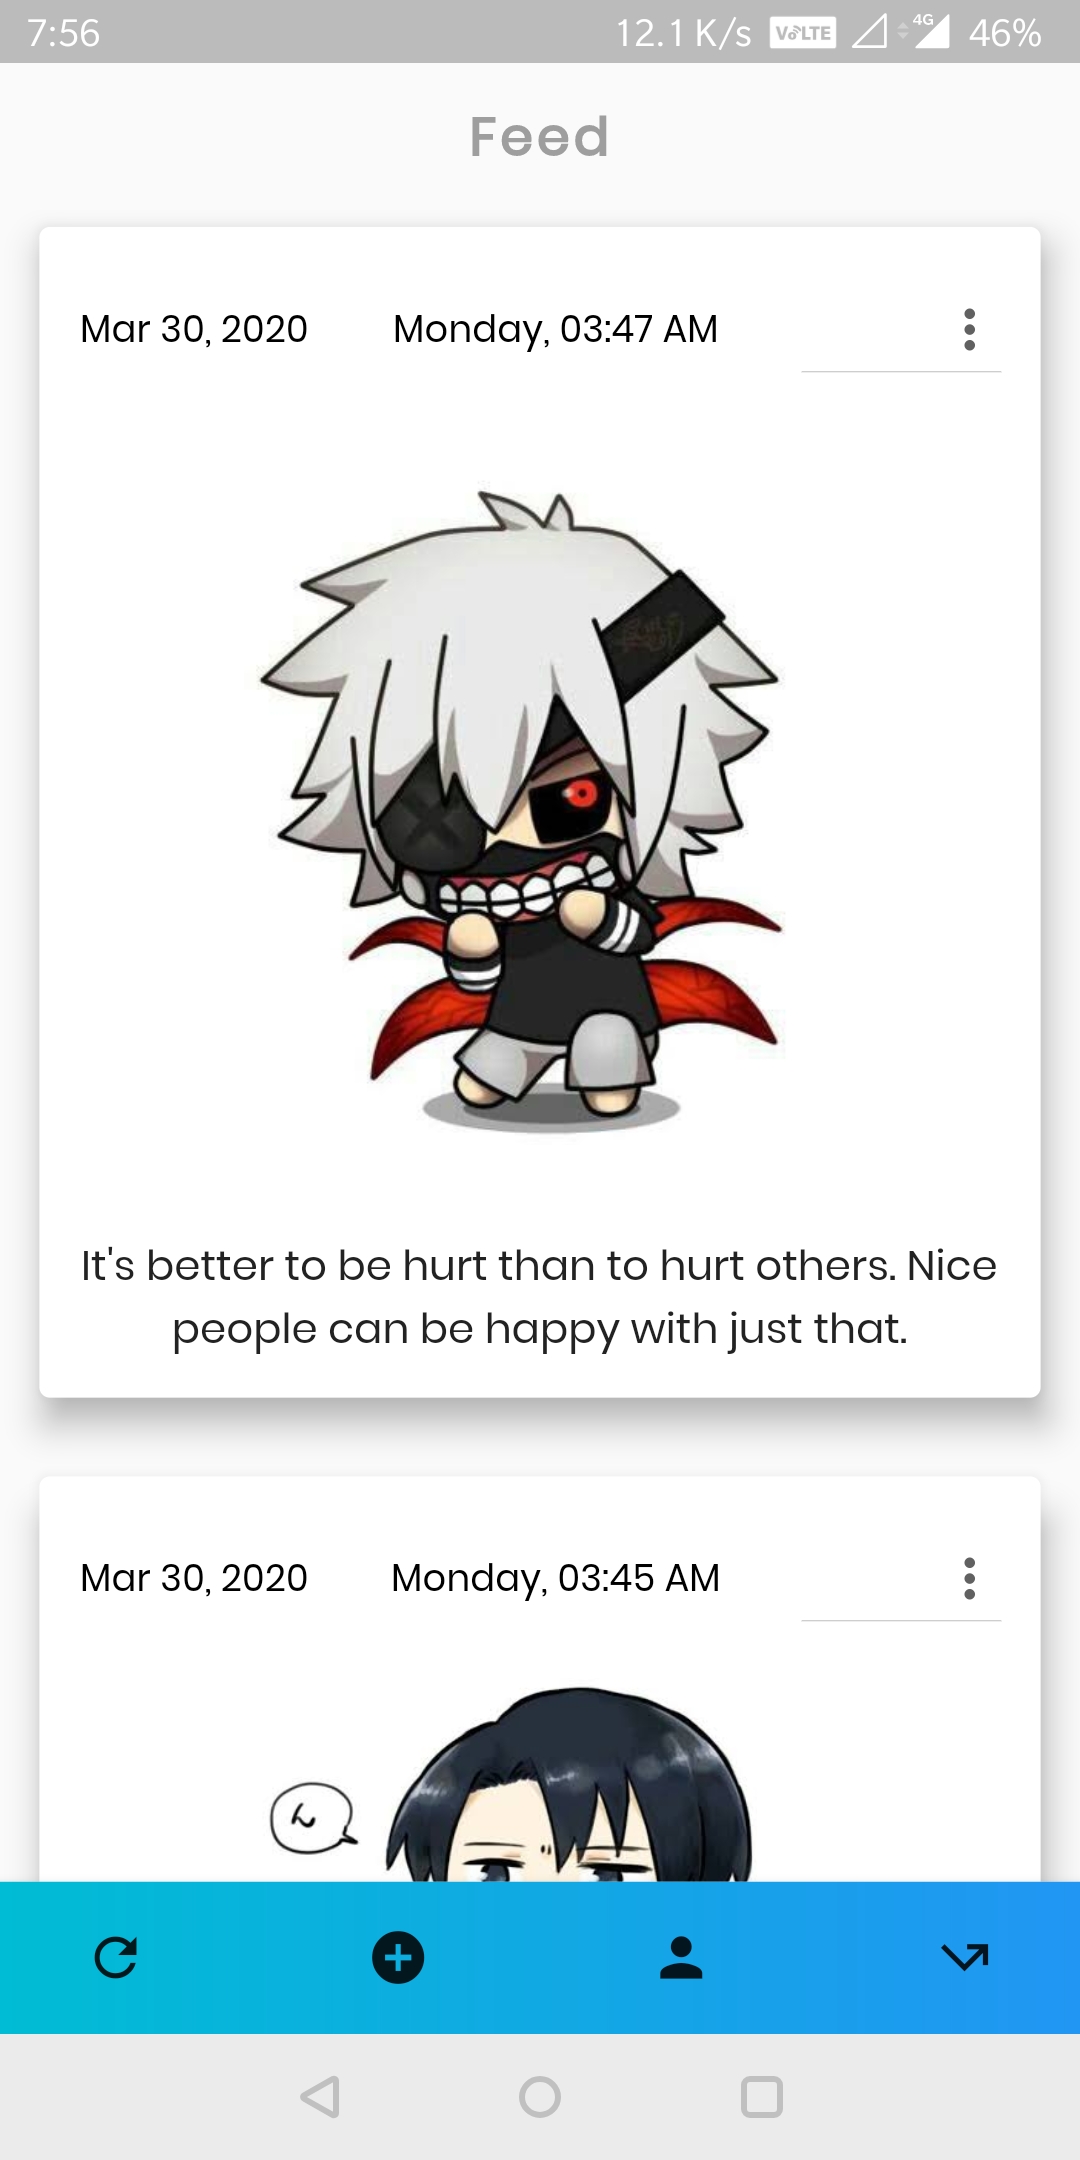 7:56 12.1 K/s VoLTE 4G 46%
Feed
Mar 30, 2020 Monday, 03:47 AM
It's better to be hurt than to hurt others. Nice
people can be happy with just that.
Mar 30, 2020 Monday, 03:45 AM
ん